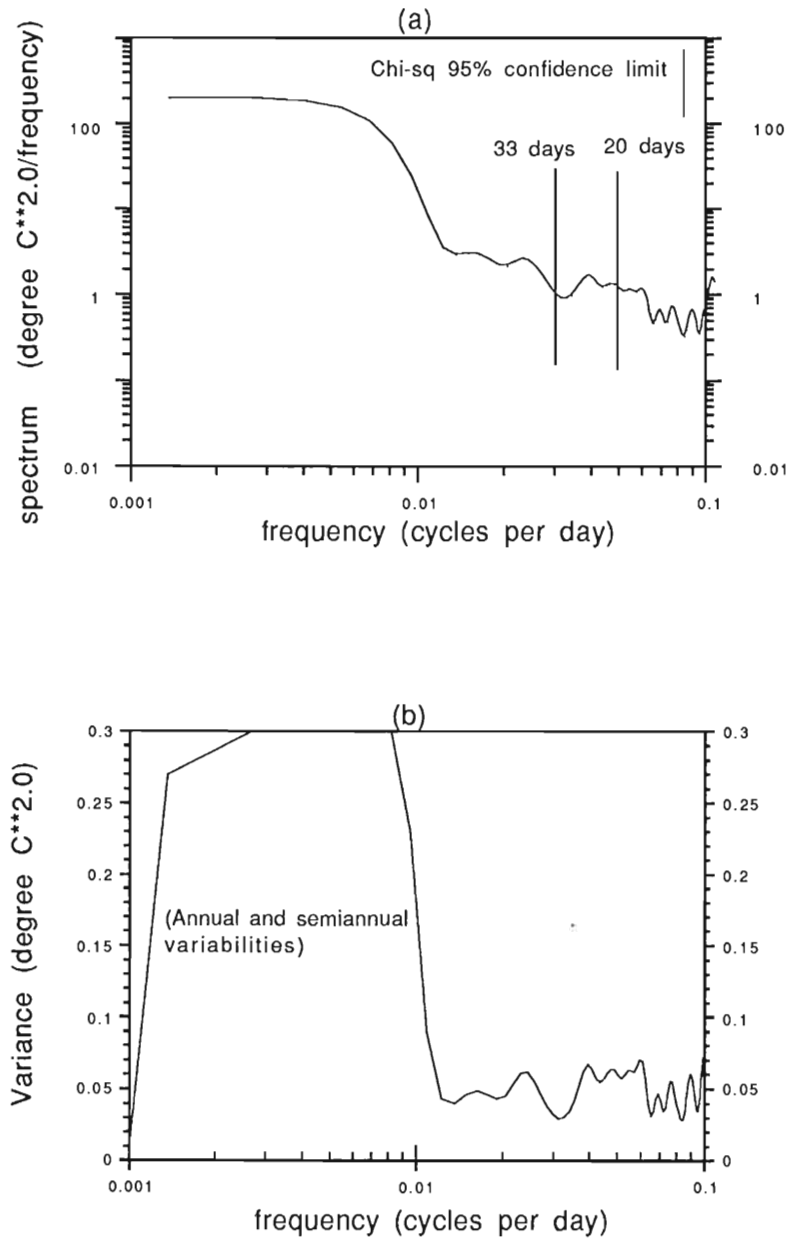 (a)
spectrum (degree C**2.0/frequency)
Chi-sq 95% confidence limit
33 days 20 days
100 100
1 1
0.01 0.01
0.001 0.01 0.1
frequency (cycles per day)
(b)
Variance (degree C**2.0)
0.3 0.3
0.25 0.25
0.2 0.2
(Annual and semiannual
variabilities)
0.15 0.15
0.1 0.1
0.05 0.05
0 0
0.001 0.01 0.1
frequency (cycles per day)